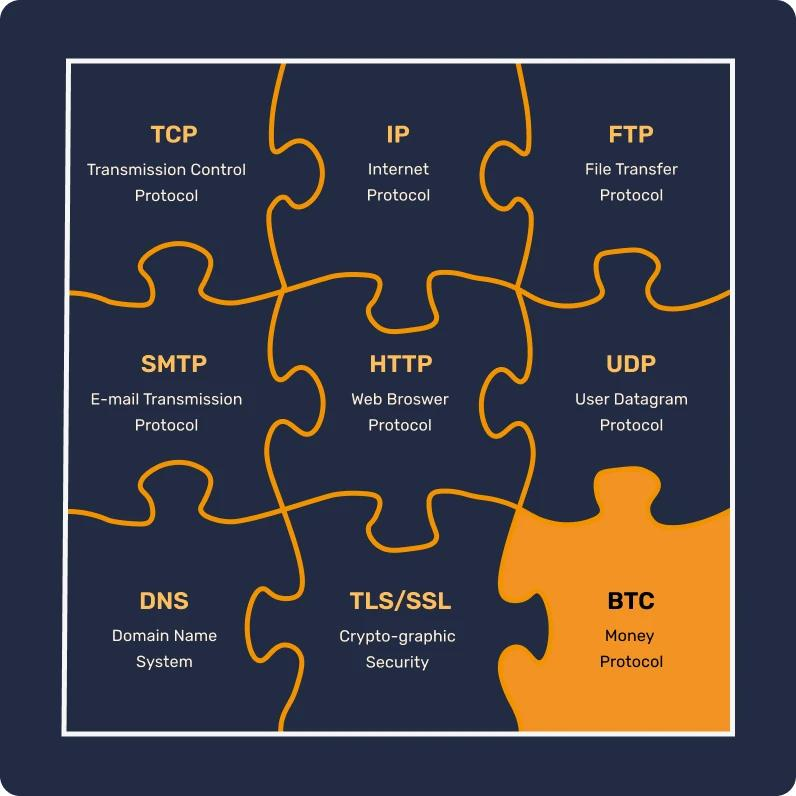 TCP
Transmission Control
Protocol
IP
Internet
Protocol
FTP
File Transfer
Protocol
SMTP
E-mail Transmission
Protocol
HTTP
Web Broswer
Protocol
UDP
User Datagram
Protocol
DNS
Domain Name
System
TLS/SSL
Crypto-graphic
Security
BTC
Money
Protocol